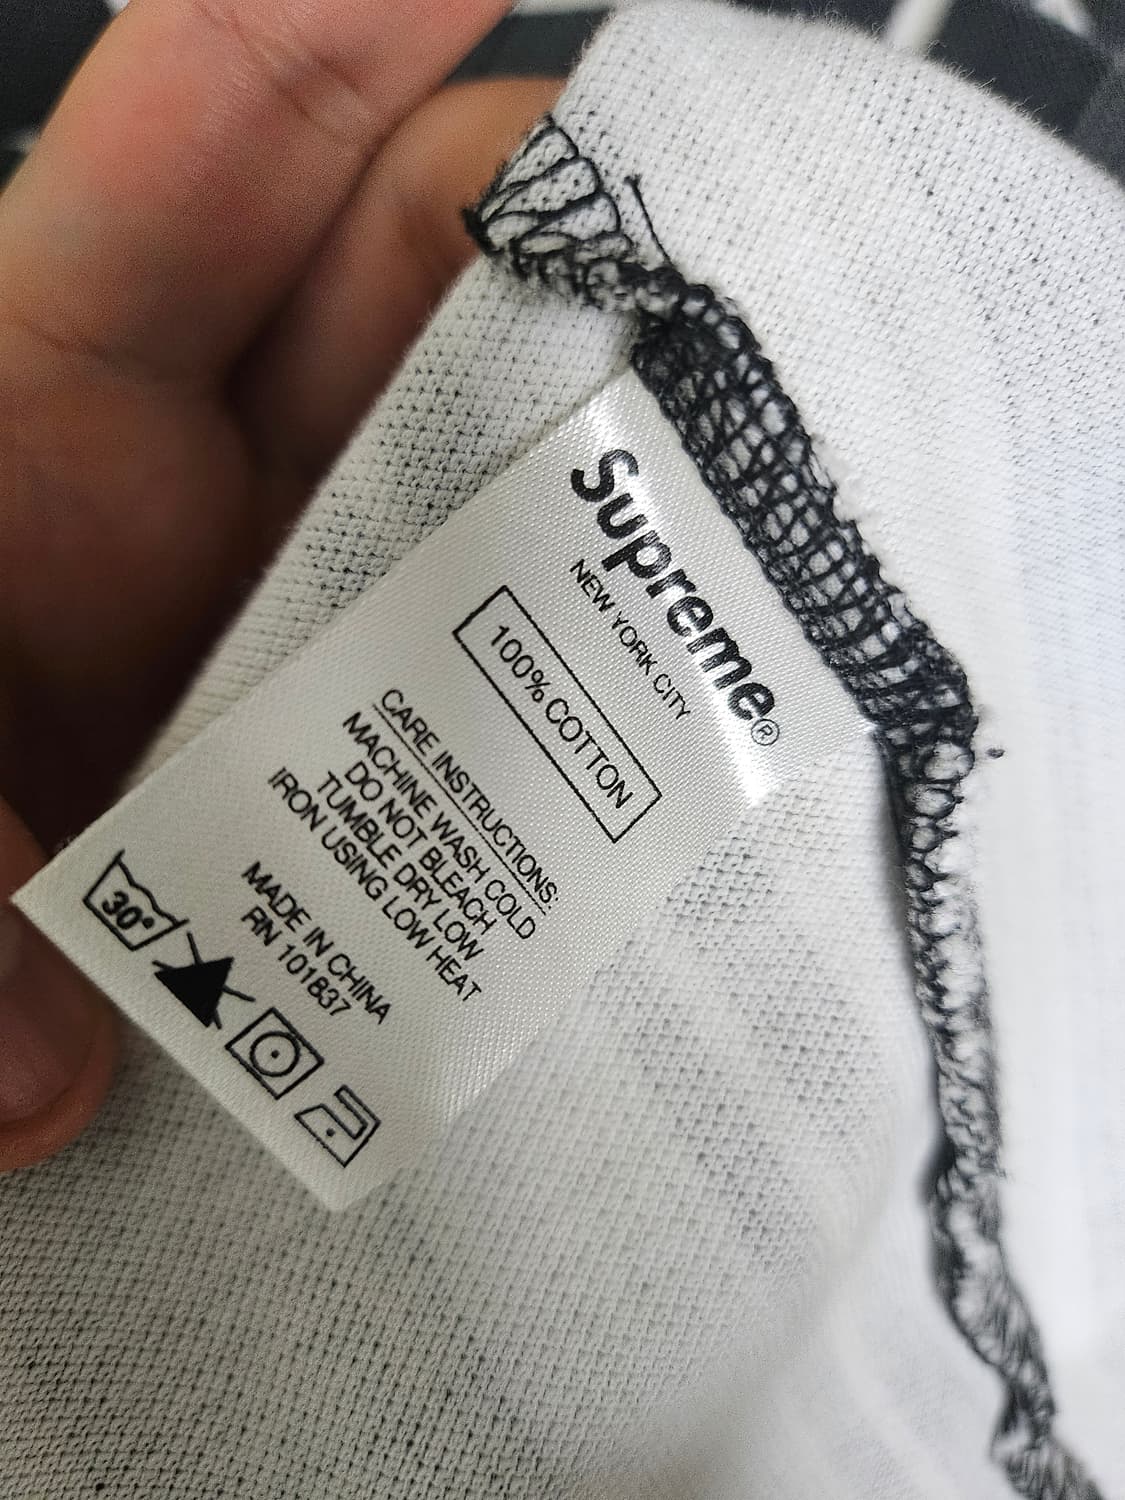 Supreme®
NEW YORK CITY
100% COTTON
CARE INSTRUCTIONS:
MACHINE WASH COLD
DO NOT BLEACH
TUMBLE DRY LOW
IRON USING LOW HEAT
MADE IN CHINA
RN 101837
30°